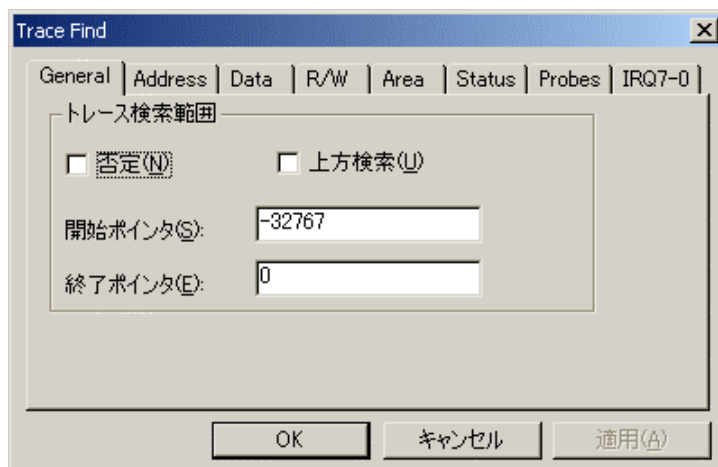 Trace Find
General Address Data R/W Area Status Probes IRQ7-0
トレース検索範囲
否定(N) 上方検索(U)
開始ポインタ(S): -32767
終了ポインタ(E): 0
OK キャンセル 適用(A)